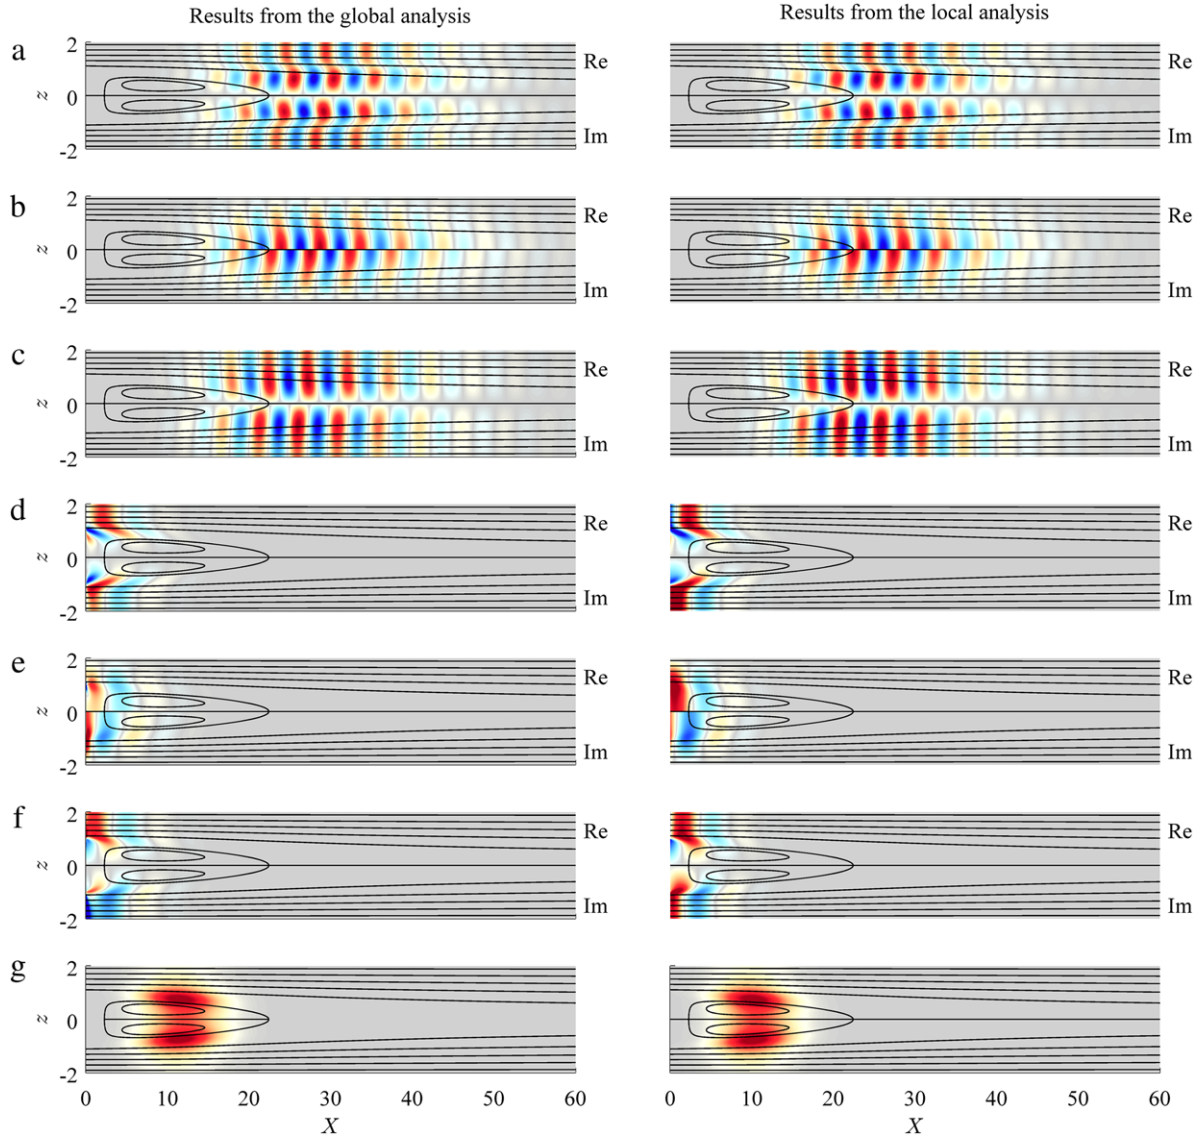 Results from the global analysis
Results from the local analysis
a
z
2
0
-2
Re
Im
Re
Im
b
z
2
0
-2
Re
Im
Re
Im
c
z
2
0
-2
Re
Im
Re
Im
d
z
2
0
-2
Re
Im
Re
Im
e
z
2
0
-2
Re
Im
Re
Im
f
z
2
0
-2
Re
Im
Re
Im
g
z
2
0
-2
0 10 20 30 40 50 60
0 10 20 30 40 50 60
X
X